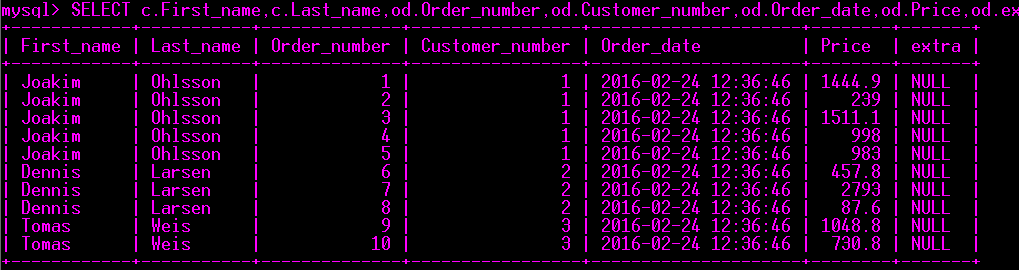 mysql> SELECT c.First_name,c.Last_name,od.Order_number,od.Customer_number,od.Order_date,od.Price,od.ex
| First_name | Last_name | Order_number | Customer_number | Order_date | Price | extra |
| Joakim | Ohlsson | 1 | 1 | 2016-02-24 12:36:46 | 1444.9 | NULL |
| Joakim | Ohlsson | 2 | 1 | 2016-02-24 12:36:46 | 239 | NULL |
| Joakim | Ohlsson | 3 | 1 | 2016-02-24 12:36:46 | 1511.1 | NULL |
| Joakim | Ohlsson | 4 | 1 | 2016-02-24 12:36:46 | 998 | NULL |
| Joakim | Ohlsson | 5 | 1 | 2016-02-24 12:36:46 | 983 | NULL |
| Dennis | Larsen | 6 | 2 | 2016-02-24 12:36:46 | 457.8 | NULL |
| Dennis | Larsen | 7 | 2 | 2016-02-24 12:36:46 | 2793 | NULL |
| Dennis | Larsen | 8 | 2 | 2016-02-24 12:36:46 | 87.6 | NULL |
| Tomas | Weis | 9 | 3 | 2016-02-24 12:36:46 | 1048.8 | NULL |
| Tomas | Weis | 10 | 3 | 2016-02-24 12:36:46 | 730.8 | NULL |